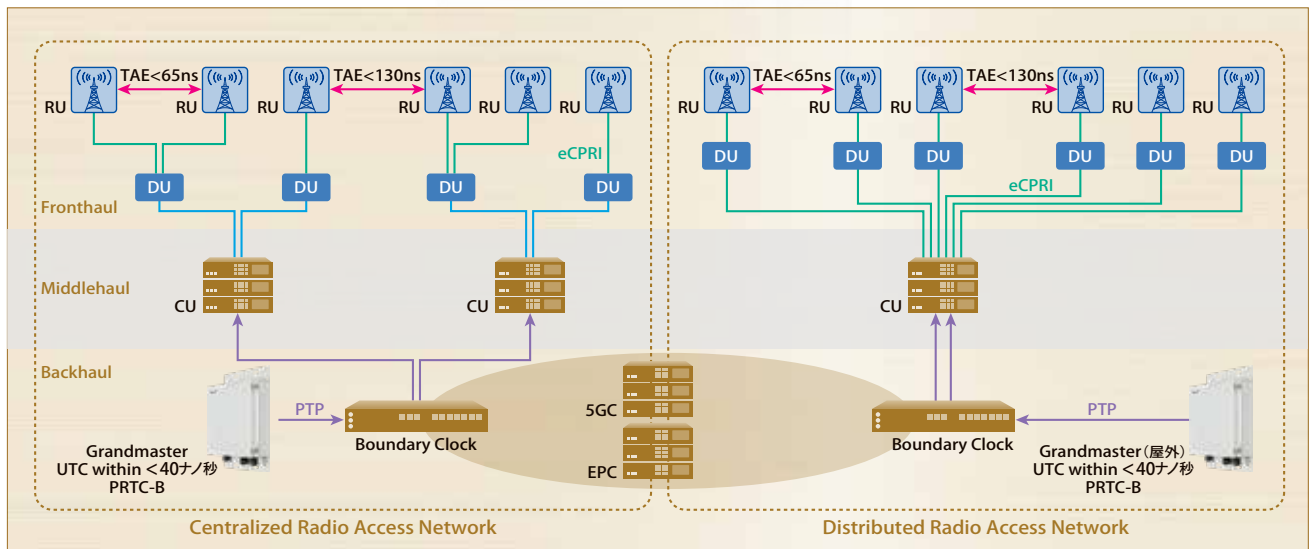 TAE<65ns
TAE<130ns
RU
RU
RU
RU
RU
RU
eCPRI
DU
DU
DU
DU
Fronthaul
Middlehaul
CU
CU
Backhaul
PTP
Boundary Clock
Grandmaster
UTC within <40ナノ秒
PRTC-B
Centralized Radio Access Network
5GC
EPC
TAE<65ns
TAE<130ns
RU
RU
RU
RU
RU
RU
DU
DU
DU
DU
DU
DU
eCPRI
CU
PTP
Boundary Clock
Grandmaster（屋外）
UTC within <40ナノ秒
PRTC-B
Distributed Radio Access Network